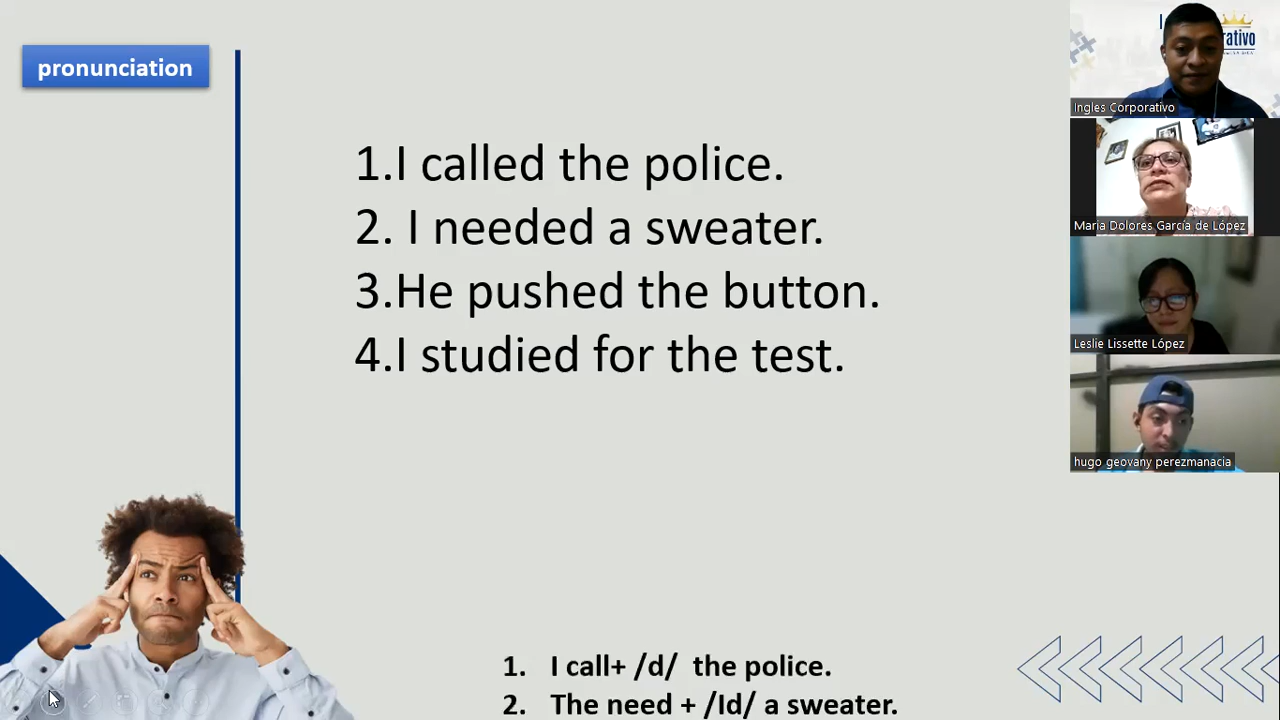 pronunciation
1.I called the police.
2. I needed a sweater.
3.He pushed the button.
4.I studied for the test.
1. I call+ /d/ the police.
2. The need + /Id/ a sweater.
Ingles Corporativo
Maria Dolores García de López
Leslie Lissette López
hugo geovany perezmanacia